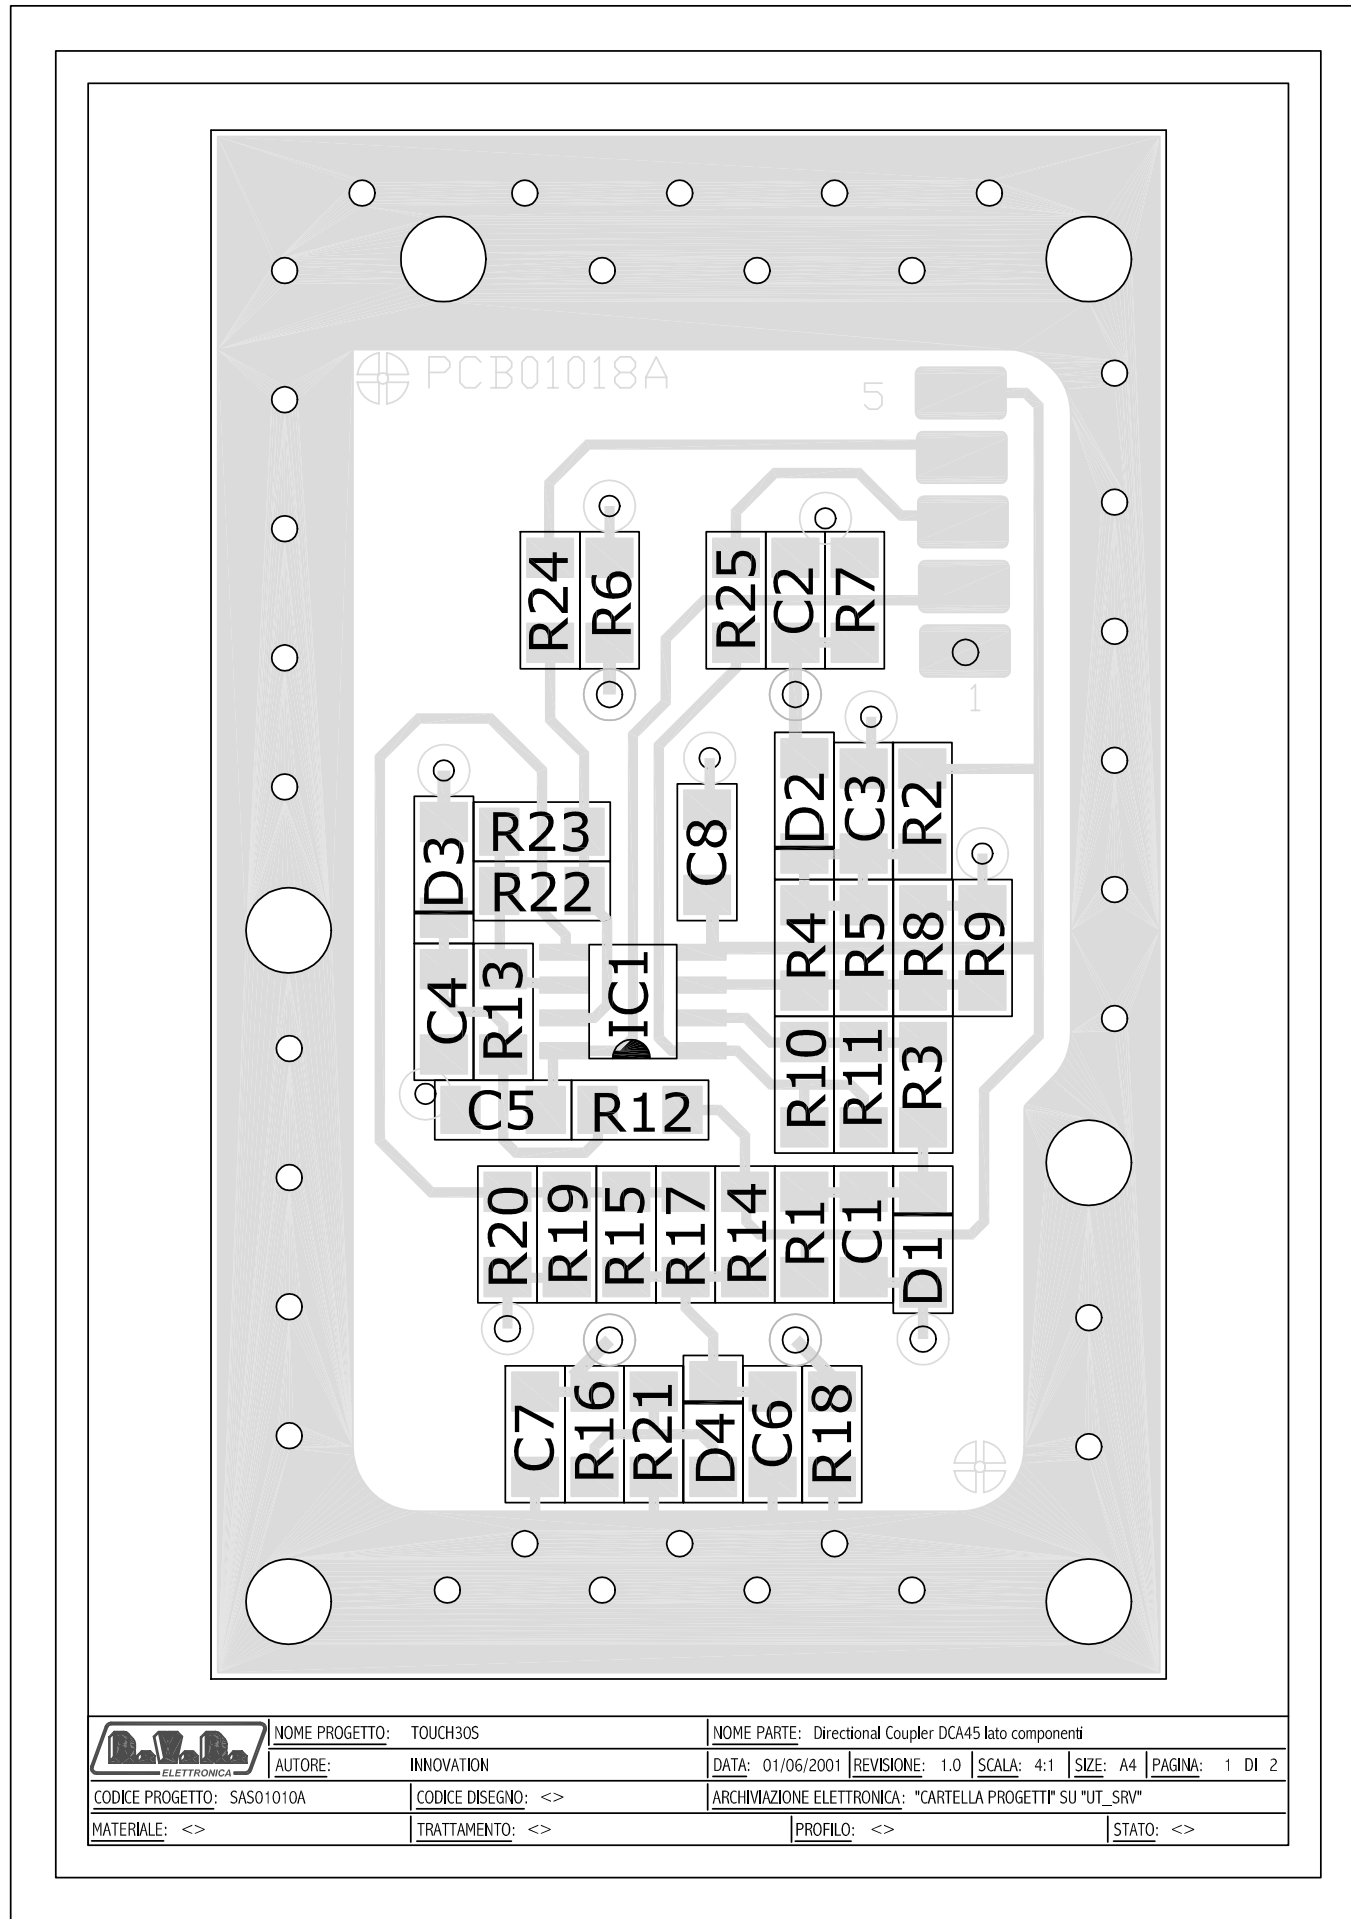 PCB01018A
5
R24
R6
R25
C2
R7
1
D2
C3
R2
D3
R23
R22
C8
R4
R5
R8
R9
C4
R13
IC1
R10
R11
R3
C5
R12
R20
R19
R15
R17
R14
R1
C1
D1
C7
R16
R21
D4
C6
R18
R.V.R. ELETTRONICA
NOME PROGETTO: TOUCH30S
NOME PARTE: Directional Coupler DCA45 lato componenti
AUTORE: INNOVATION
DATA: 01/06/2001 REVISIONE: 1.0 SCALA: 4:1 SIZE: A4 PAGINA: 1 DI 2
CODICE PROGETTO: SAS01010A
CODICE DISEGNO: <>
ARCHIVIAZIONE ELETTRONICA: "CARTELLA PROGETTI" SU "UT_SRV"
MATERIALE: <>
TRATTAMENTO: <>
PROFILO: <>
STATO: <>